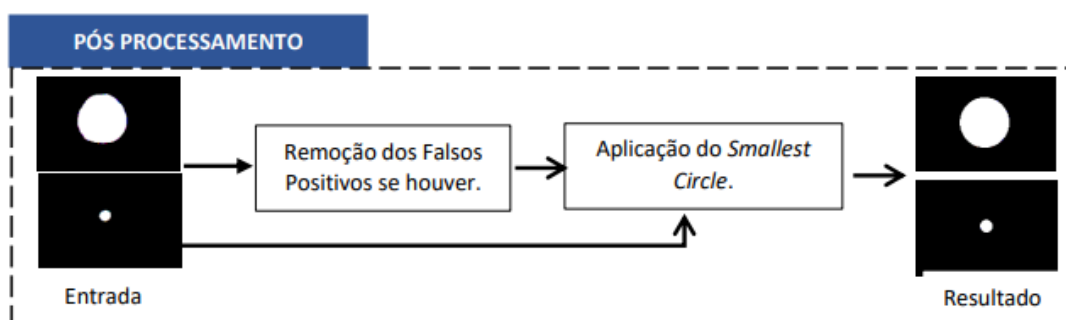 PÓS PROCESSAMENTO
Remoção dos Falsos
Positivos se houver.
Aplicação do Smallest
Circle.
Entrada
Resultado